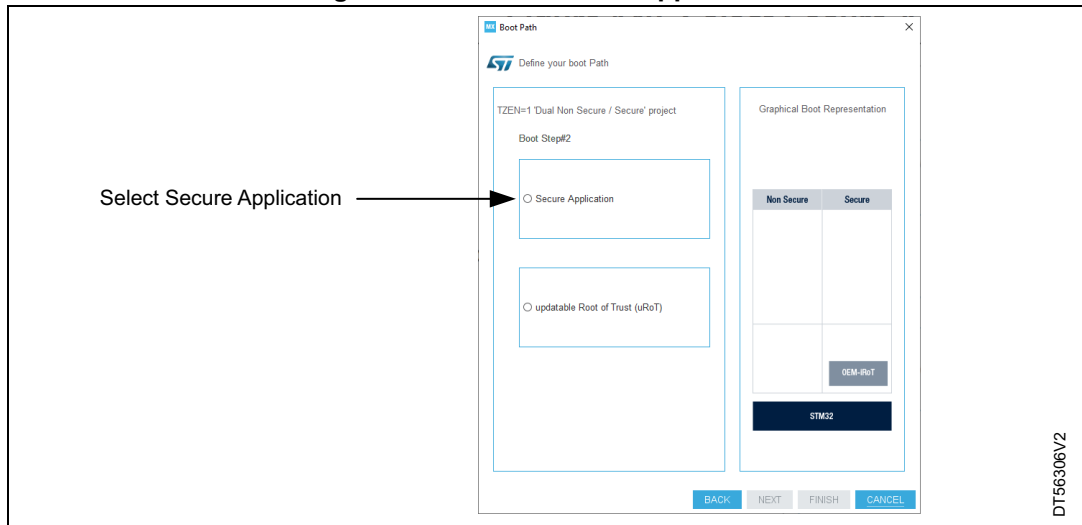 MX Boot Path
ST Define your boot Path
TZEN=1 'Dual Non Secure / Secure' project
Boot Step#2
Select Secure Application
Secure Application
updatable Root of Trust (uRoT)
Graphical Boot Representation
Non Secure Secure
OEM-iRoT
STM32
BACK NEXT FINISH CANCEL
DT56306V2